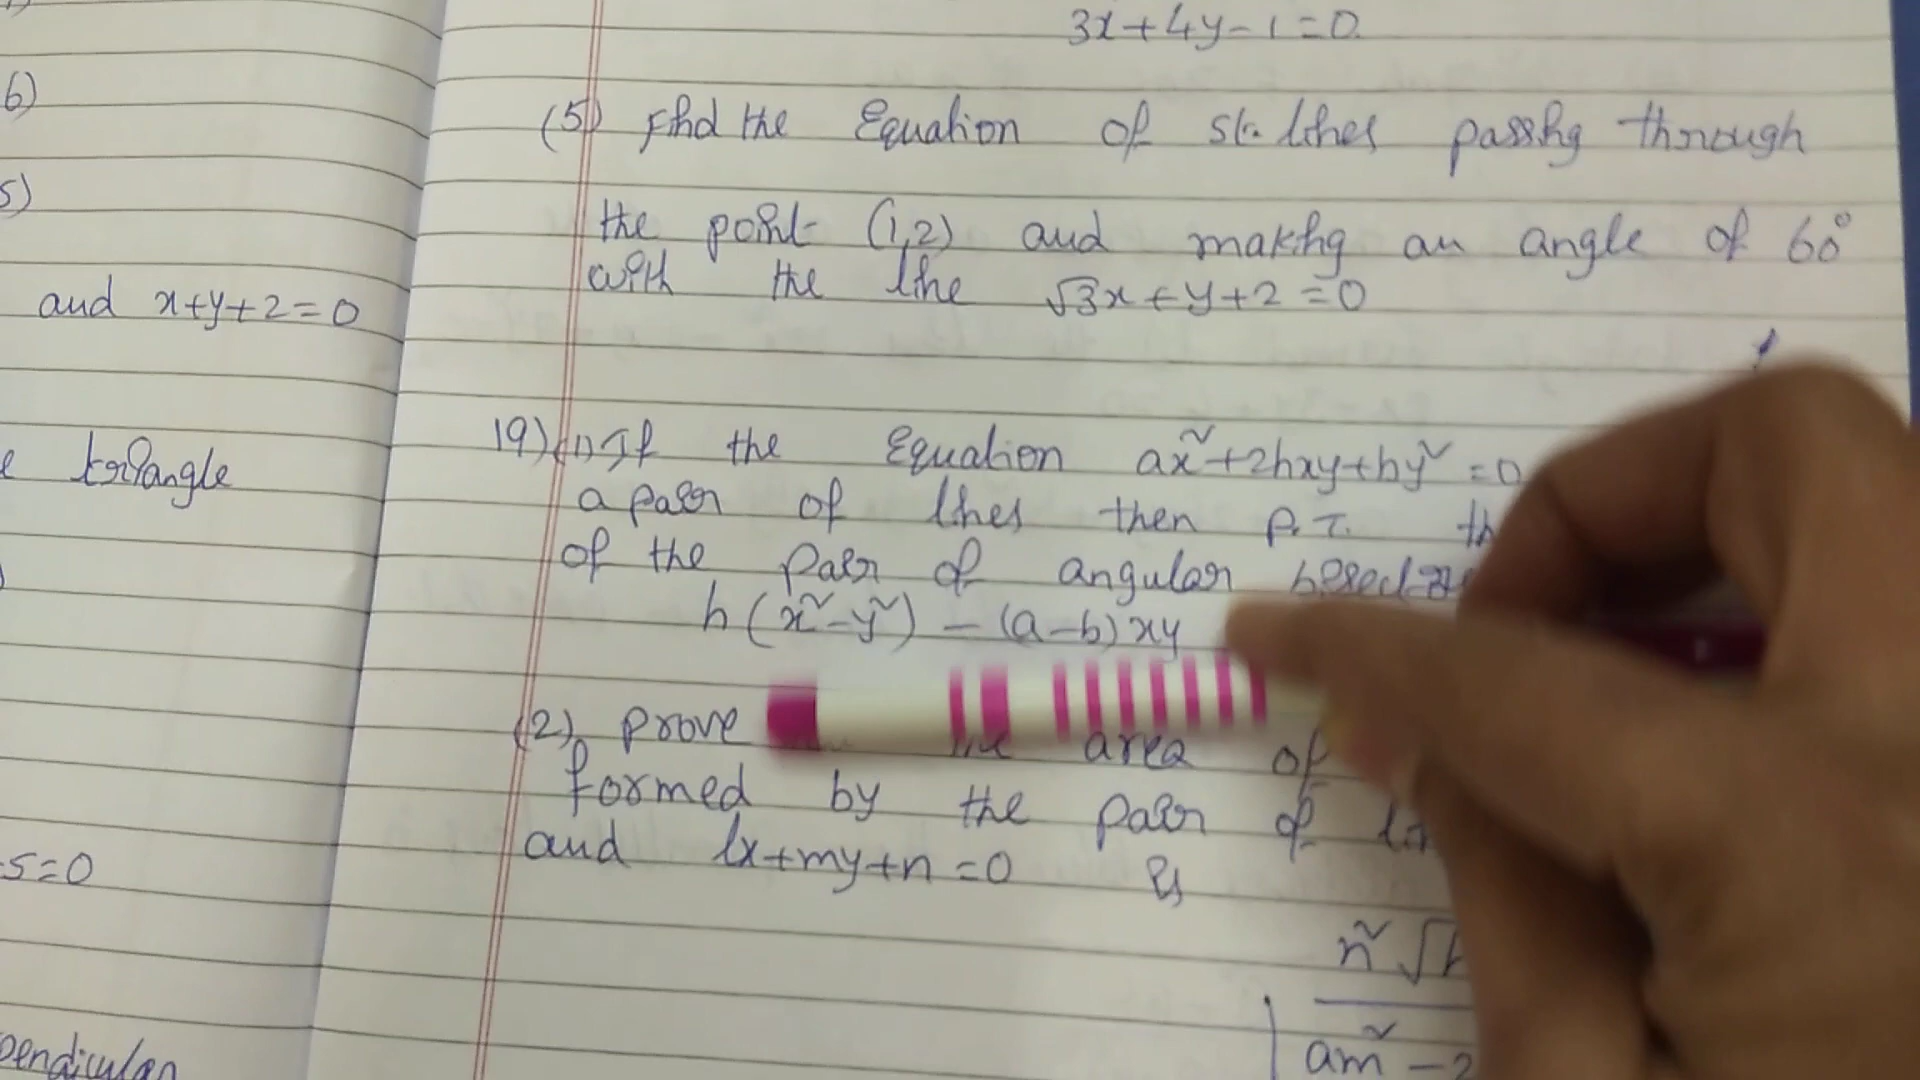 6)
5)
and x+y+2=0
e triangle
-5=0
pendicular
3x+4y-1=0.
(5) Find the Equation of St. lines passing through
the point (1,2) and making an angle of 60°
with the line √3x+y+2=0
19) (1) If the Equation ax²+2hxy+by²=0
a pair of lines then P.T. th
of the pair of angular
h(x²-y²) - (a-b)xy
(2) prove area of
formed by the pair of
and lx+my+n=0 is
n²√
am² - 2